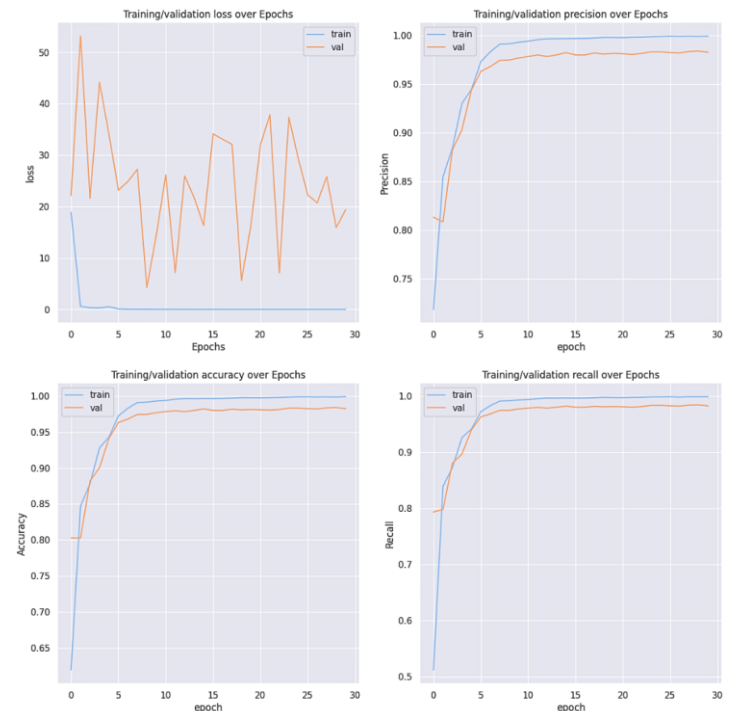 Training/validation loss over Epochs
train
val
50
40
30
20
10
0
loss
0 5 10 15 20 25 30
Epochs
Training/validation precision over Epochs
train
val
1.00
0.95
0.90
0.85
0.80
0.75
Precision
0 5 10 15 20 25 30
epoch
Training/validation accuracy over Epochs
train
val
1.00
0.95
0.90
0.85
0.80
0.75
0.70
0.65
Accuracy
0 5 10 15 20 25 30
epoch
Training/validation recall over Epochs
train
val
1.0
0.9
0.8
0.7
0.6
0.5
Recall
0 5 10 15 20 25 30
epoch